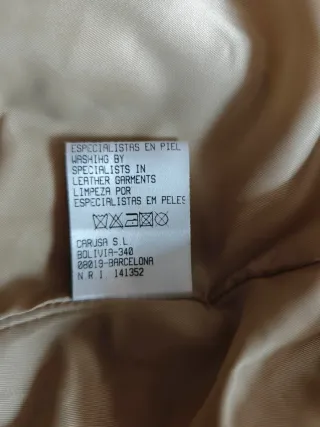 ESPECIALISTAS EN PIEL
WASHING BY
SPECIALISTS IN
LEATHER GARMENTS
LIMPEZA POR
ESPECIALISTAS EM PELES
CARUSA S.L
BOLIVIA-340
08019-BARCELONA
N.R.I. 141352